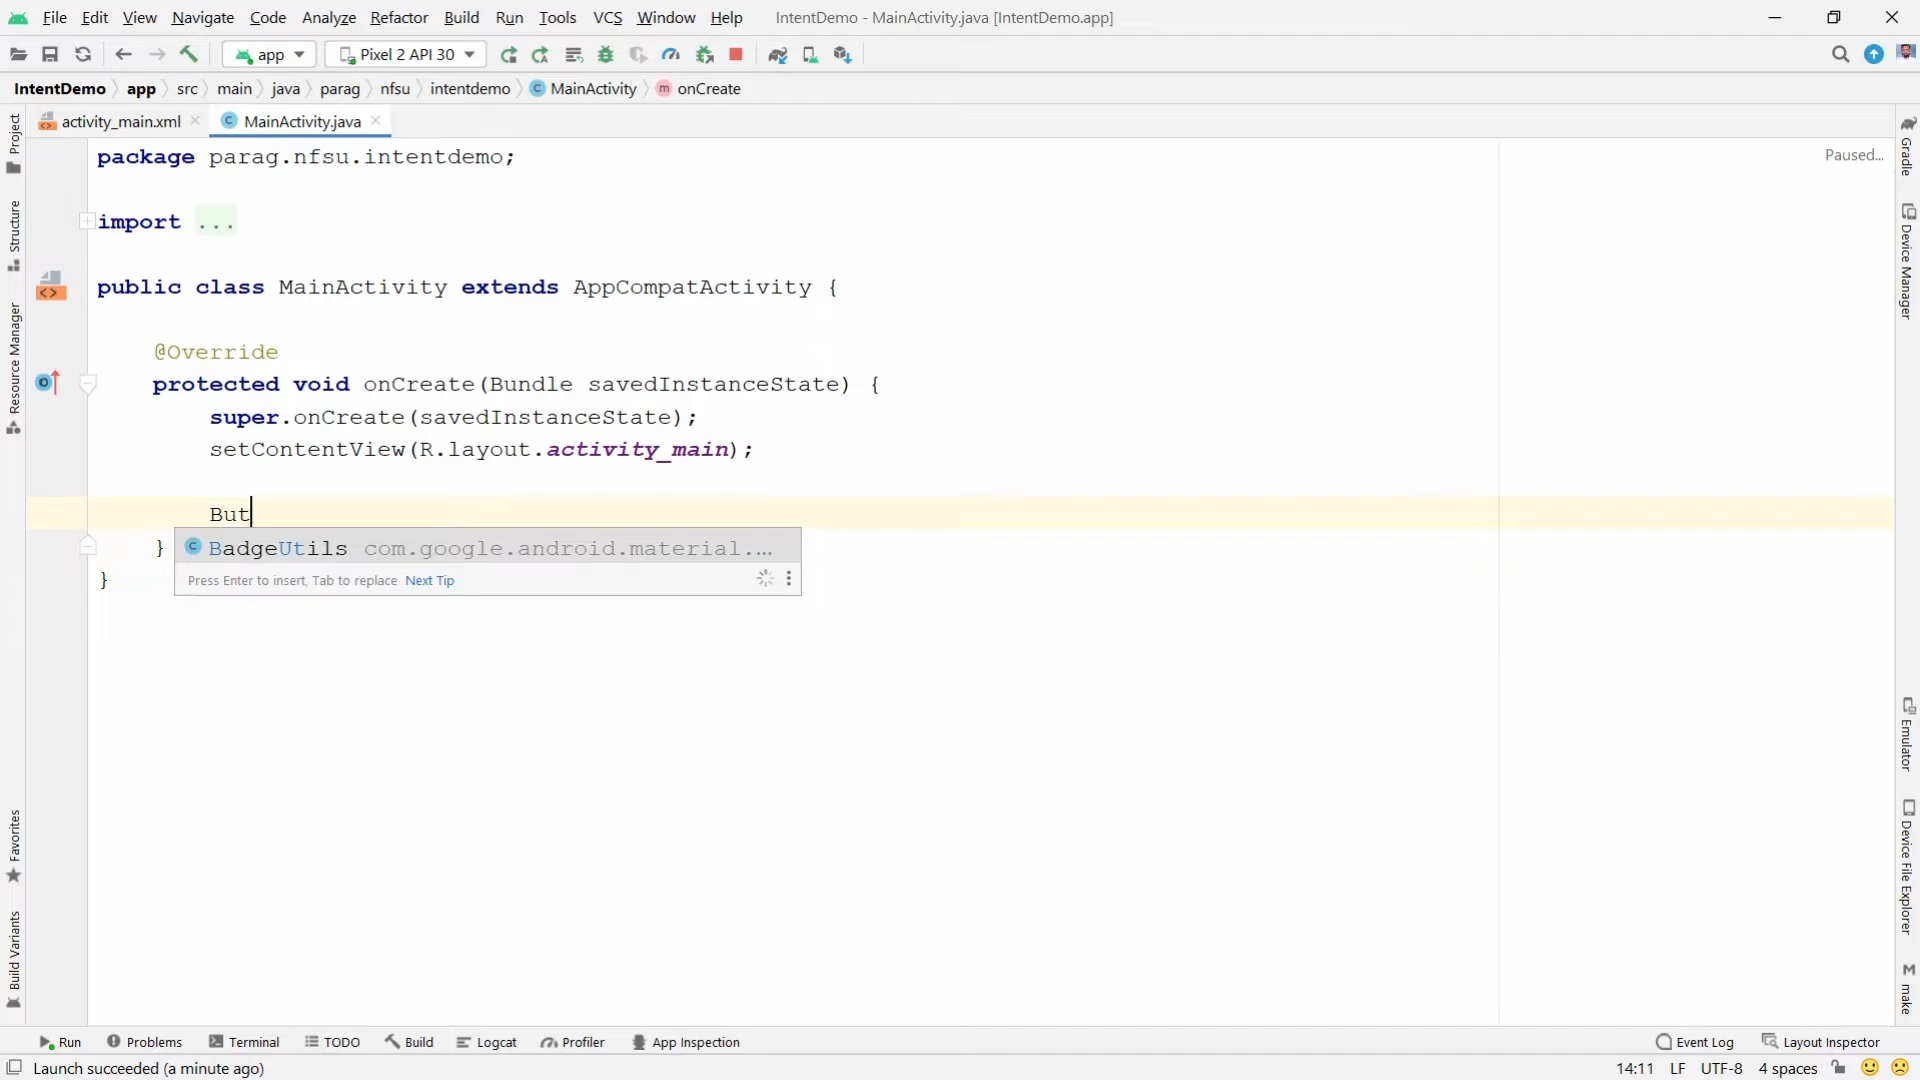 File Edit View Navigate Code Analyze Refactor Build Run Tools VCS Window Help IntentDemo - MainActivity.java [IntentDemo.app]
app Pixel 2 API 30
IntentDemo app src main java parag nfsu intentdemo MainActivity onCreate
activity_main.xml MainActivity.java
Project
Structure
Resource Manager
Favorites
Build Variants
package parag.nfsu.intentdemo;
import ...
public class MainActivity extends AppCompatActivity {
@Override
protected void onCreate(Bundle savedInstanceState) {
super.onCreate(savedInstanceState);
setContentView(R.layout.activity_main);
But
}
BadgeUtils com.google.android.material....
Press Enter to insert, Tab to replace Next Tip
}
Paused...
Gradle
Device Manager
Emulator
Device File Explorer
make
Run Problems Terminal TODO Build Logcat Profiler App Inspection Event Log Layout Inspector
Launch succeeded (a minute ago) 14:11 LF UTF-8 4 spaces